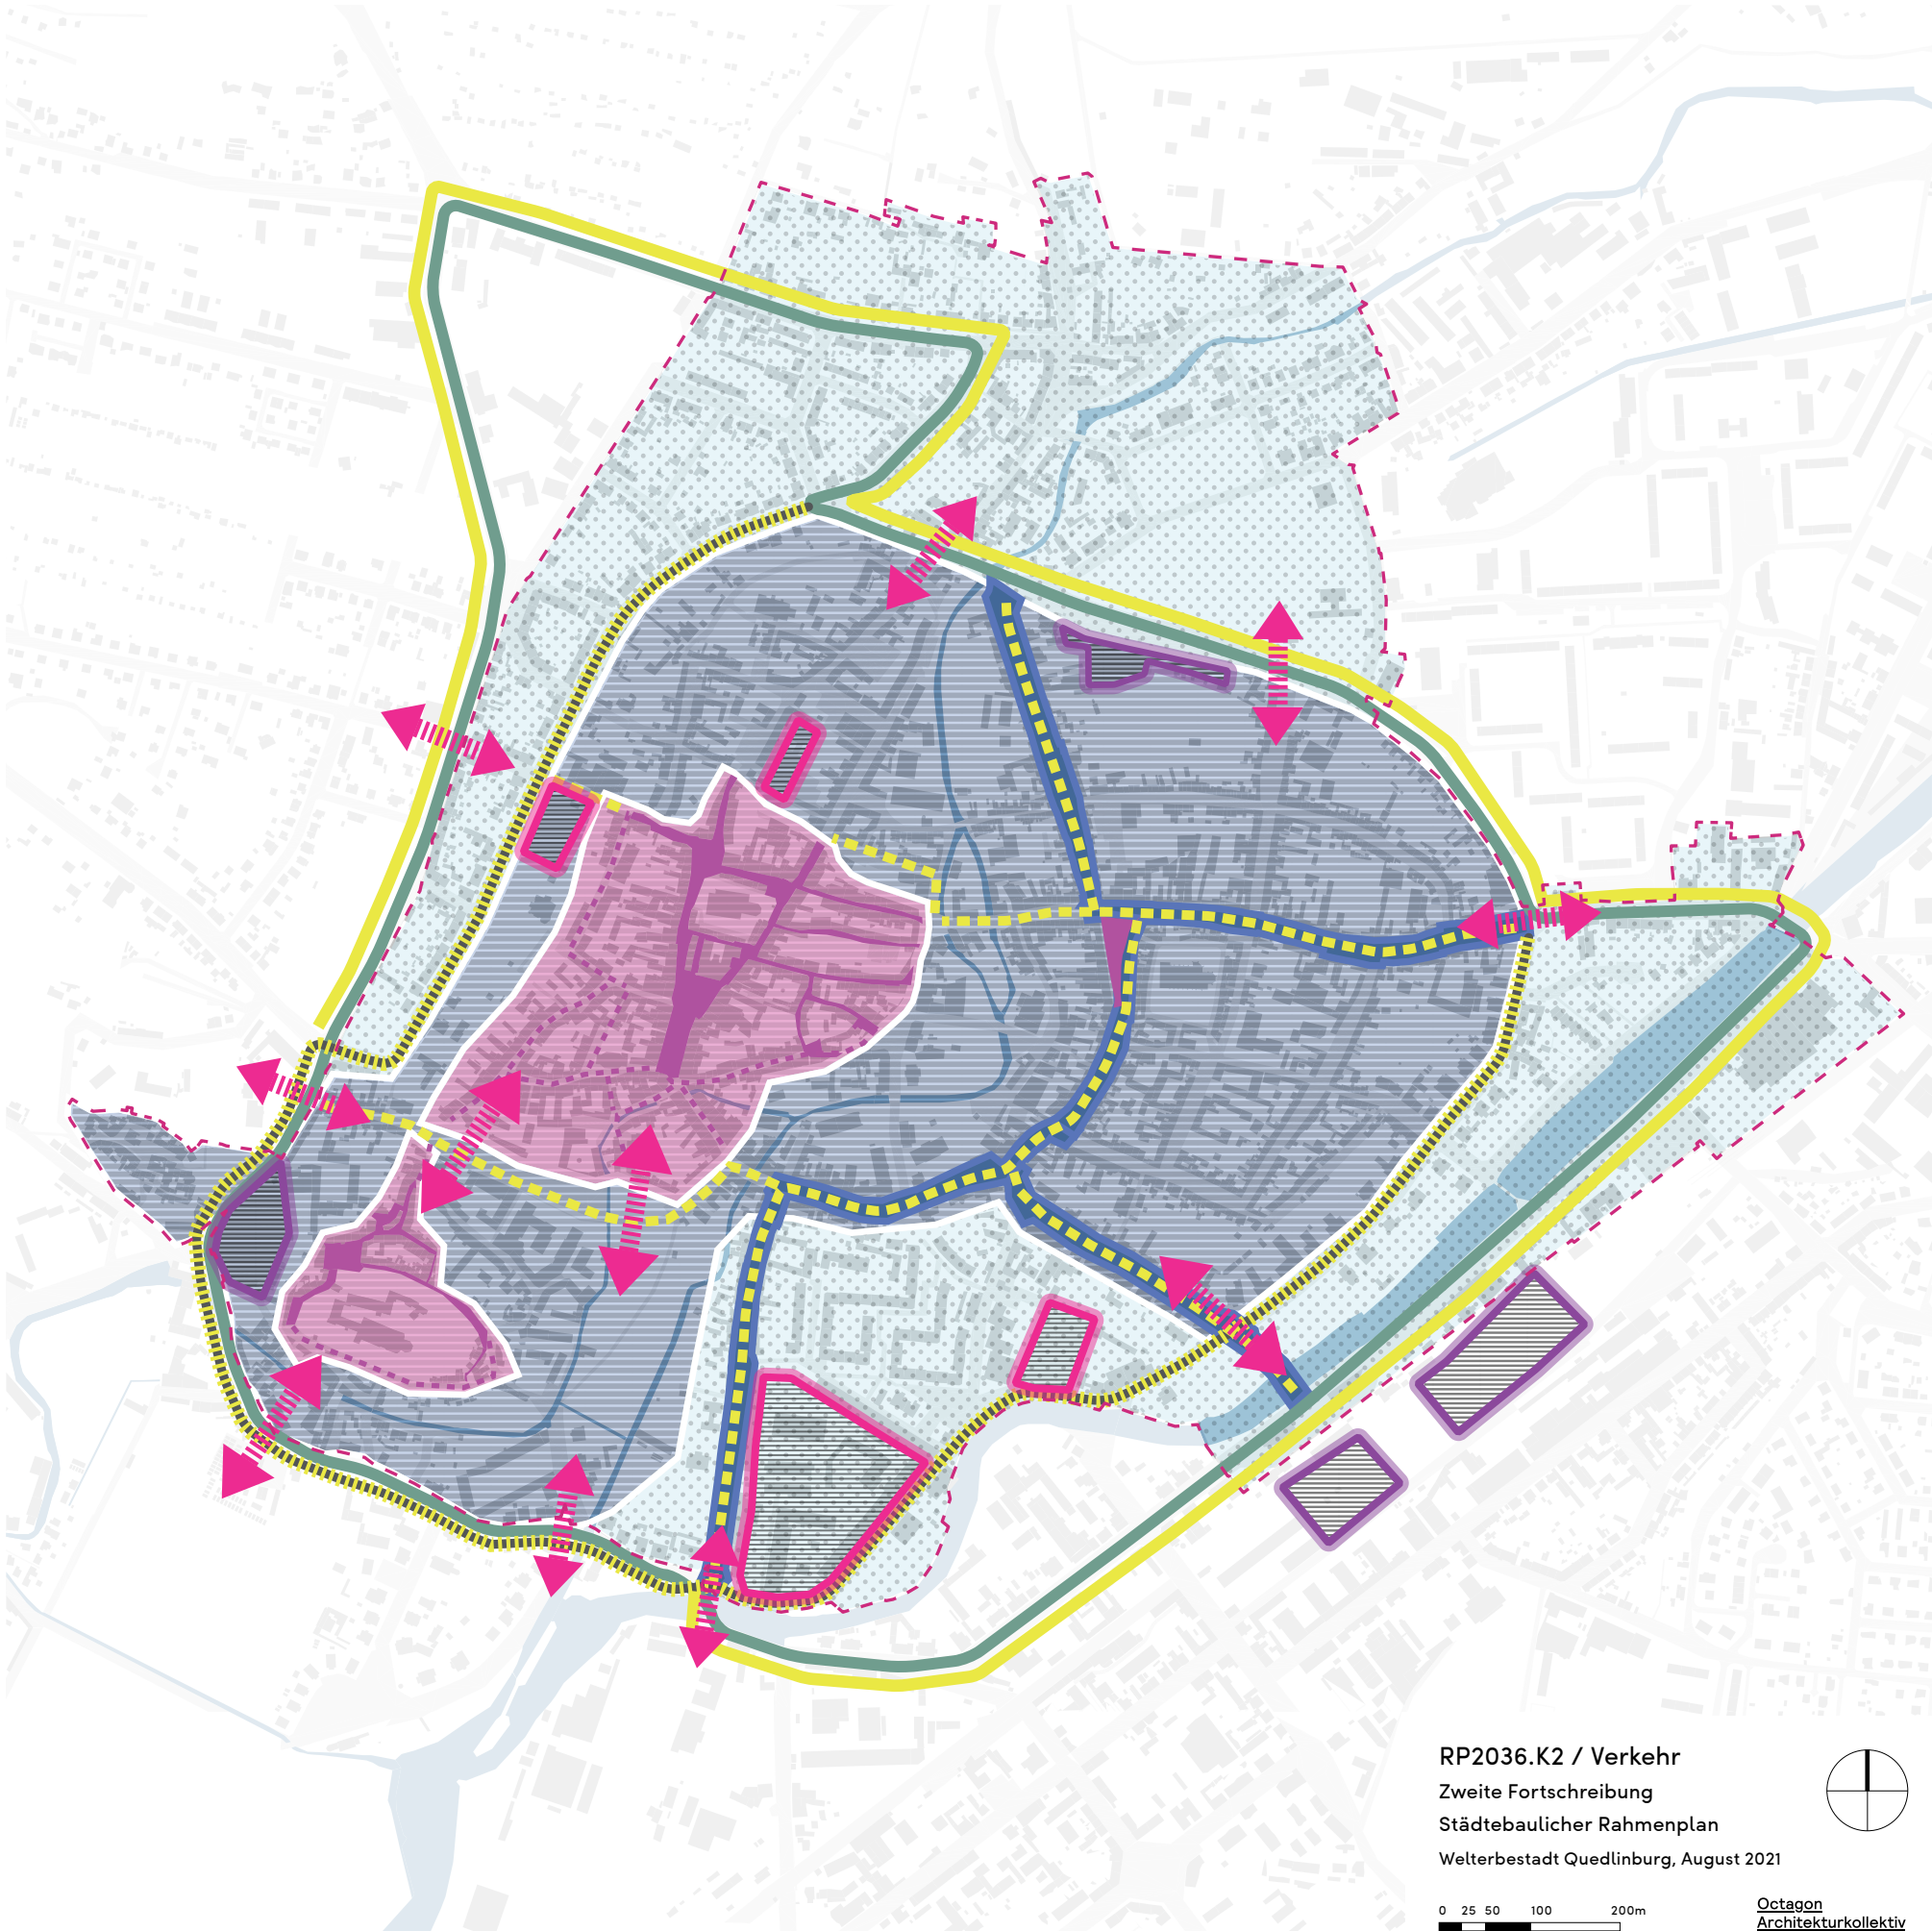 RP2036.K2 / Verkehr
Zweite Fortschreibung
Städtebaulicher Rahmenplan
Welterbestadt Quedlinburg, August 2021
0 25 50 100 200m
Octagon
Architekturkollektiv